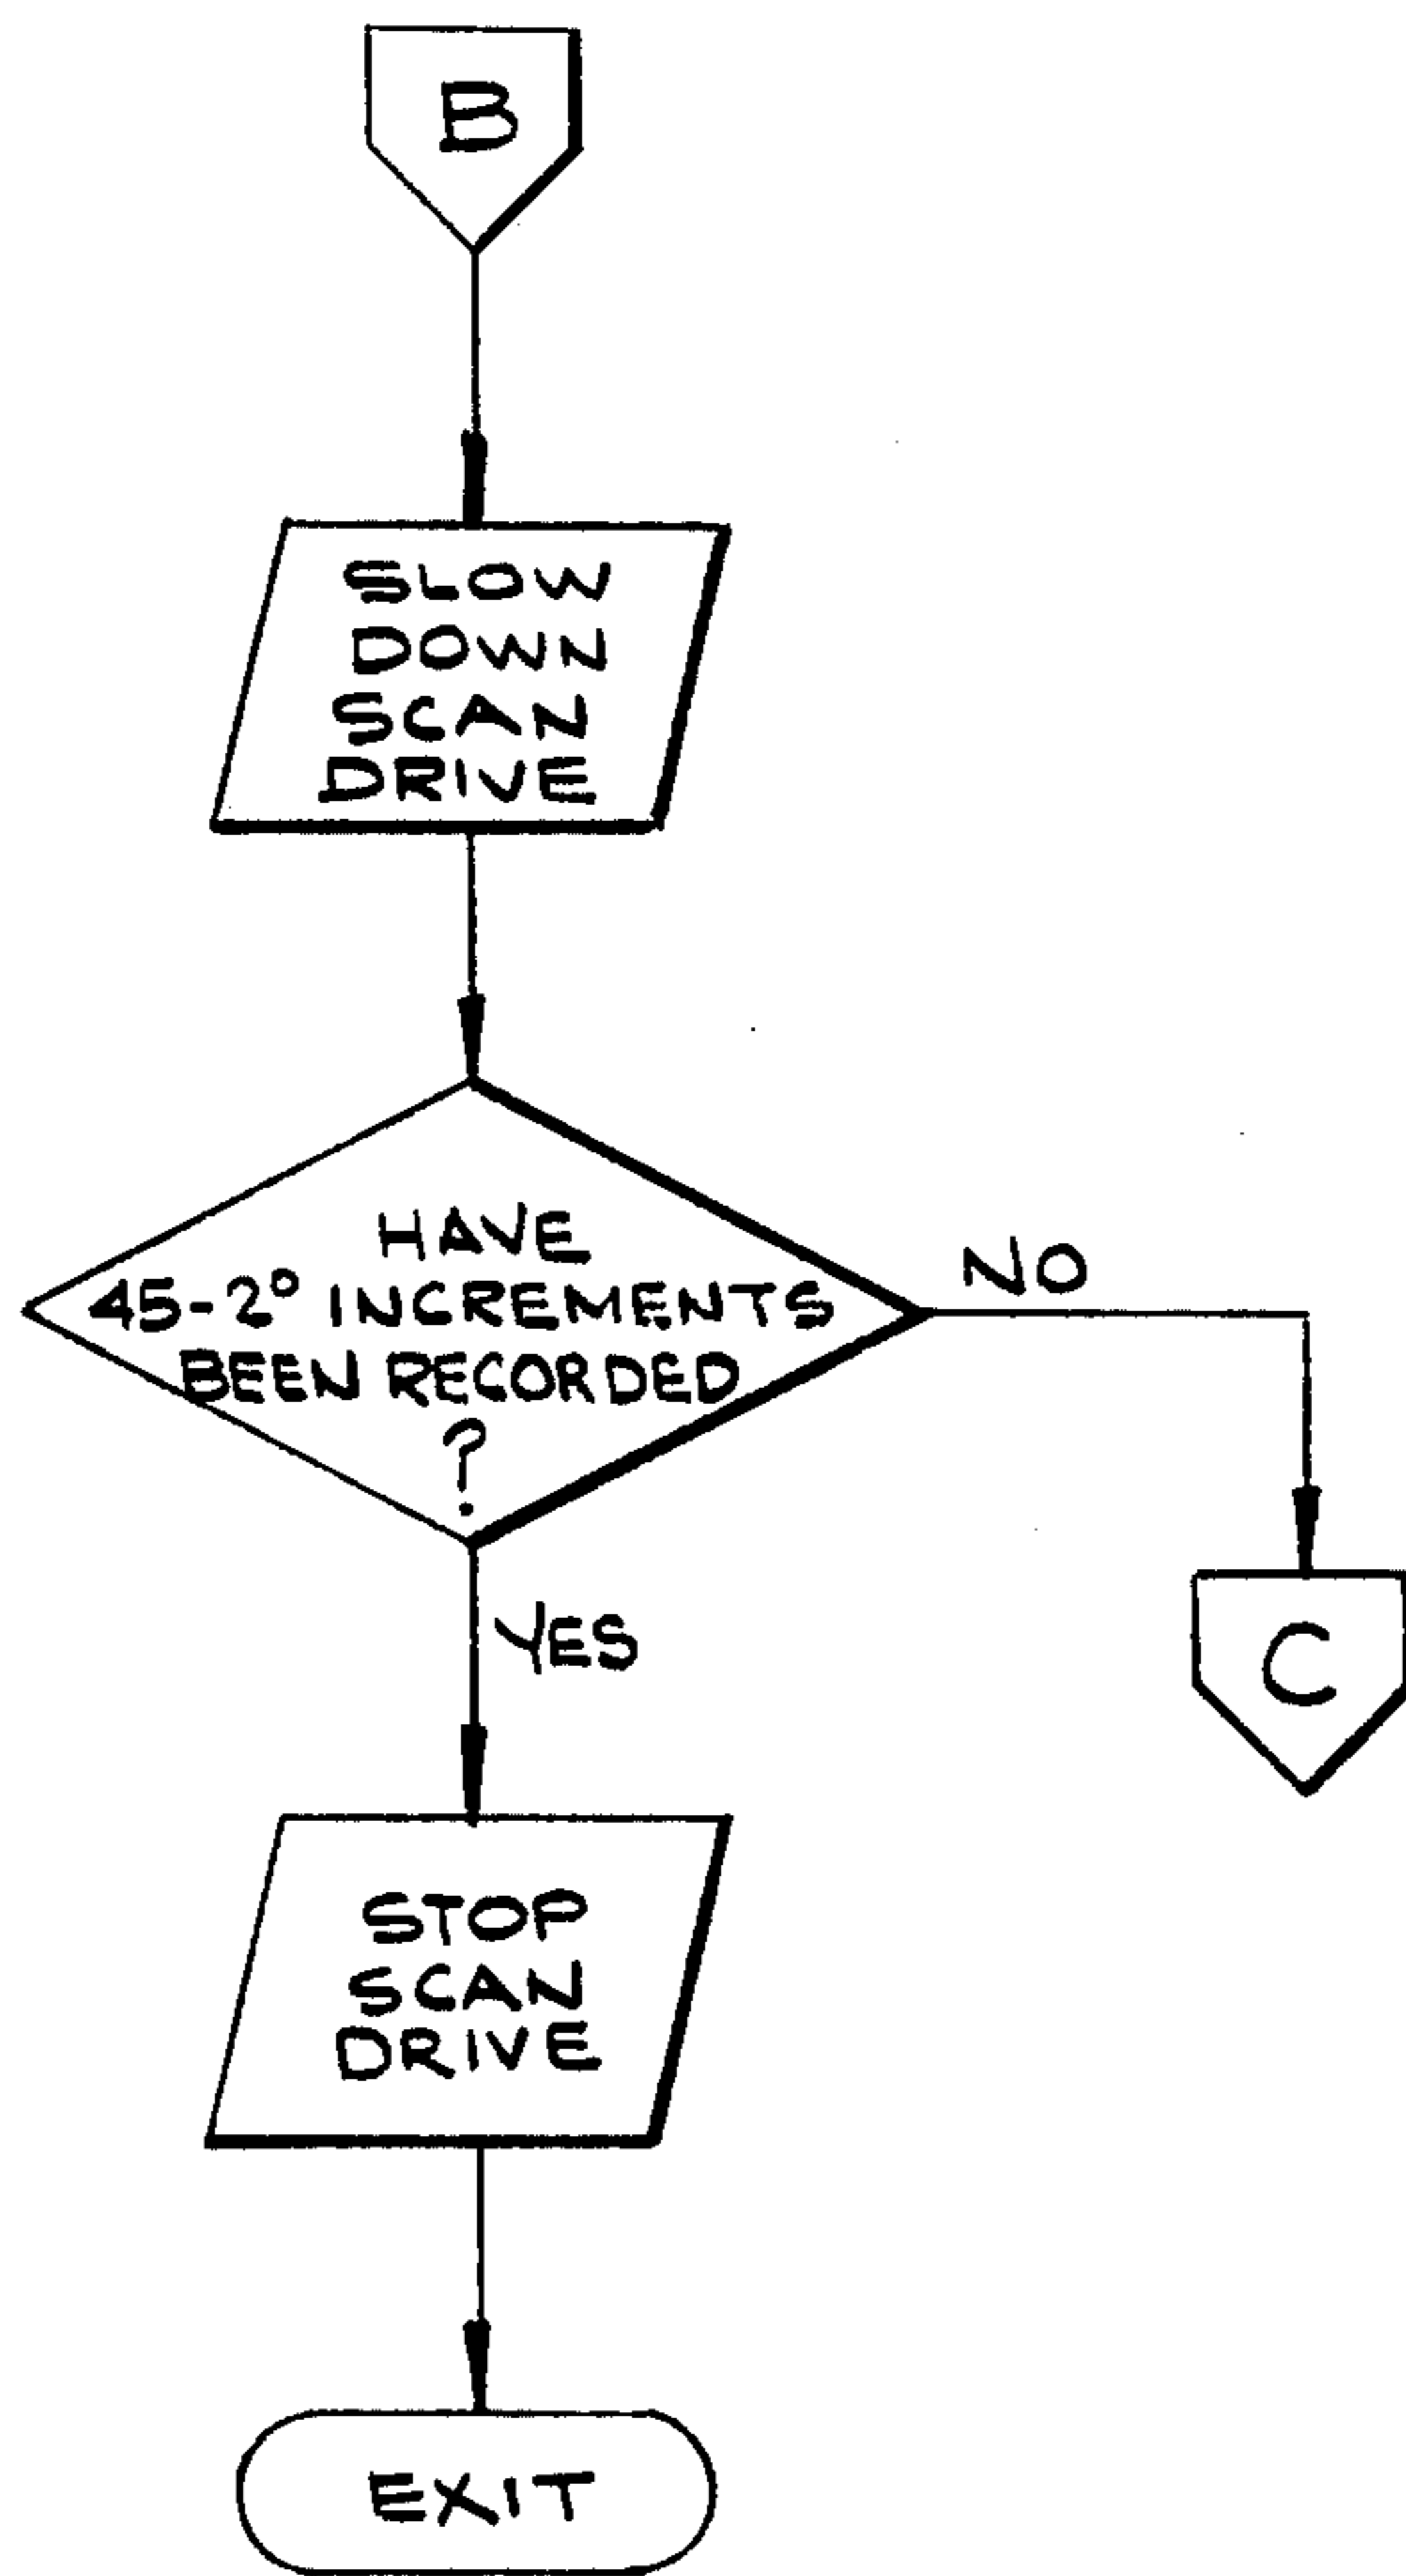 B
SLOW
DOWN
SCAN
DRIVE
HAVE
45-2° INCREMENTS
BEEN RECORDED
?
NO
YES
C
STOP
SCAN
DRIVE
EXIT